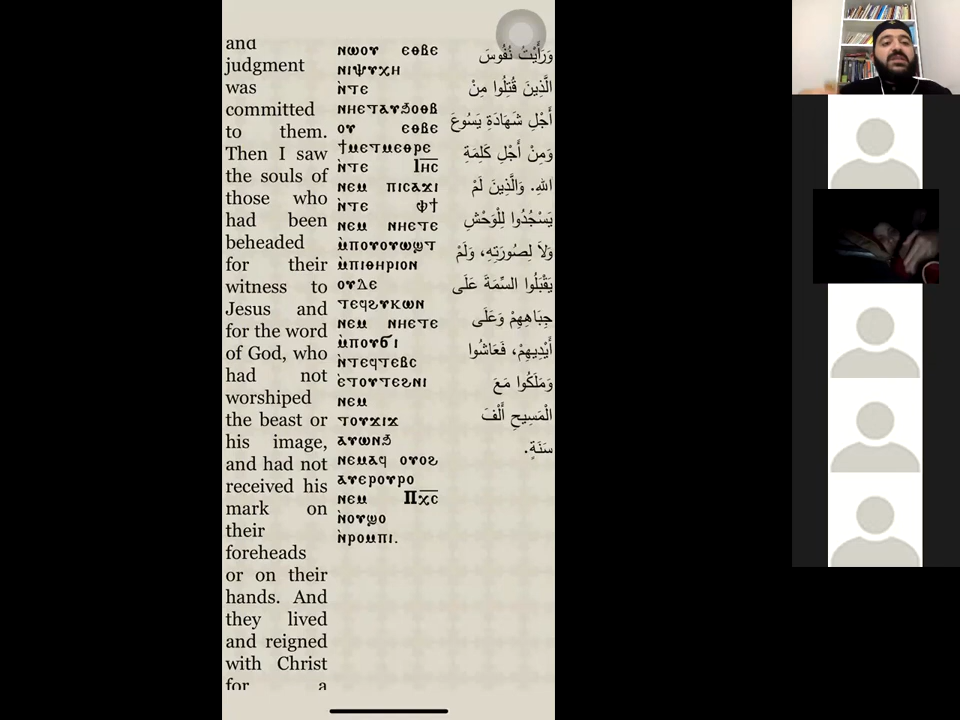 and
judgment
was
committed
to them.
Then I saw
the souls of
those who
had been
beheaded
for their
witness to
Jesus and
for the word
of God, who
had not
worshiped
the beast or
his image,
and had not
received his
mark on
their
foreheads
or on their
hands. And
they lived
and reigned
with Christ
for a
ⲛⲱⲟⲩ ⲉⲑⲃⲉ
ⲛⲓⲯⲩⲭⲏ
ⲛ̀ⲧⲉ
ⲛⲏⲉⲧⲁⲩϧⲟⲑⲃ
ⲟⲩ ⲉⲑⲃⲉ
ϯⲙⲉⲧⲙⲉⲑⲣⲉ
ⲛ̀ⲧⲉ Ⲓⲏ̅ⲥ̅
ⲛⲉⲙ ⲡⲓⲥⲁϫⲓ
ⲛ̀ⲧⲉ Ⲫϯ
ⲛⲉⲙ ⲛⲏⲉⲧⲉ
ⲙ̀ⲡⲟⲩⲟⲩⲱϣⲧ
ⲙ̀ⲡⲓⲑⲏⲣⲓⲟⲛ
ⲟⲩⲇⲉ
ⲧⲉϥϩⲩⲕⲱⲛ
ⲛⲉⲙ ⲛⲏⲉⲧⲉ
ⲙ̀ⲡⲟⲩϭⲓ
ⲛ̀ⲧⲉϥⲧⲉⲃⲥ
ⲉ̀ⲧⲟⲩⲧⲉϩⲛⲓ
ⲛⲉⲙ
ⲧⲟⲩϫⲓϫ
ⲁⲩⲱⲛϧ
ⲛⲉⲙⲁϥ ⲟⲩⲟϩ
ⲁⲩⲉⲣⲟⲩⲣⲟ
ⲛⲉⲙ Ⲡⲭ̅ⲥ̅
ⲛ̀ⲟⲩϣⲟ
ⲛ̀ⲣⲟⲙⲡⲓ.
وَرَأَيْتُ نُفُوسَ
الَّذِينَ قُتِلُوا مِنْ
أَجْلِ شَهَادَةِ يَسُوعَ
وَمِنْ أَجْلِ كَلِمَةِ
اللهِ. وَالَّذِينَ لَمْ
يَسْجُدُوا لِلْوَحْشِ
وَلاَ لِصُورَتِهِ، وَلَمْ
يَقْبَلُوا السِّمَةَ عَلَى
جِبَاهِهِمْ وَعَلَى
أَيْدِيهِمْ، فَعَاشُوا
وَمَلَكُوا مَعَ
الْمَسِيحِ أَلْفَ
سَنَةٍ.